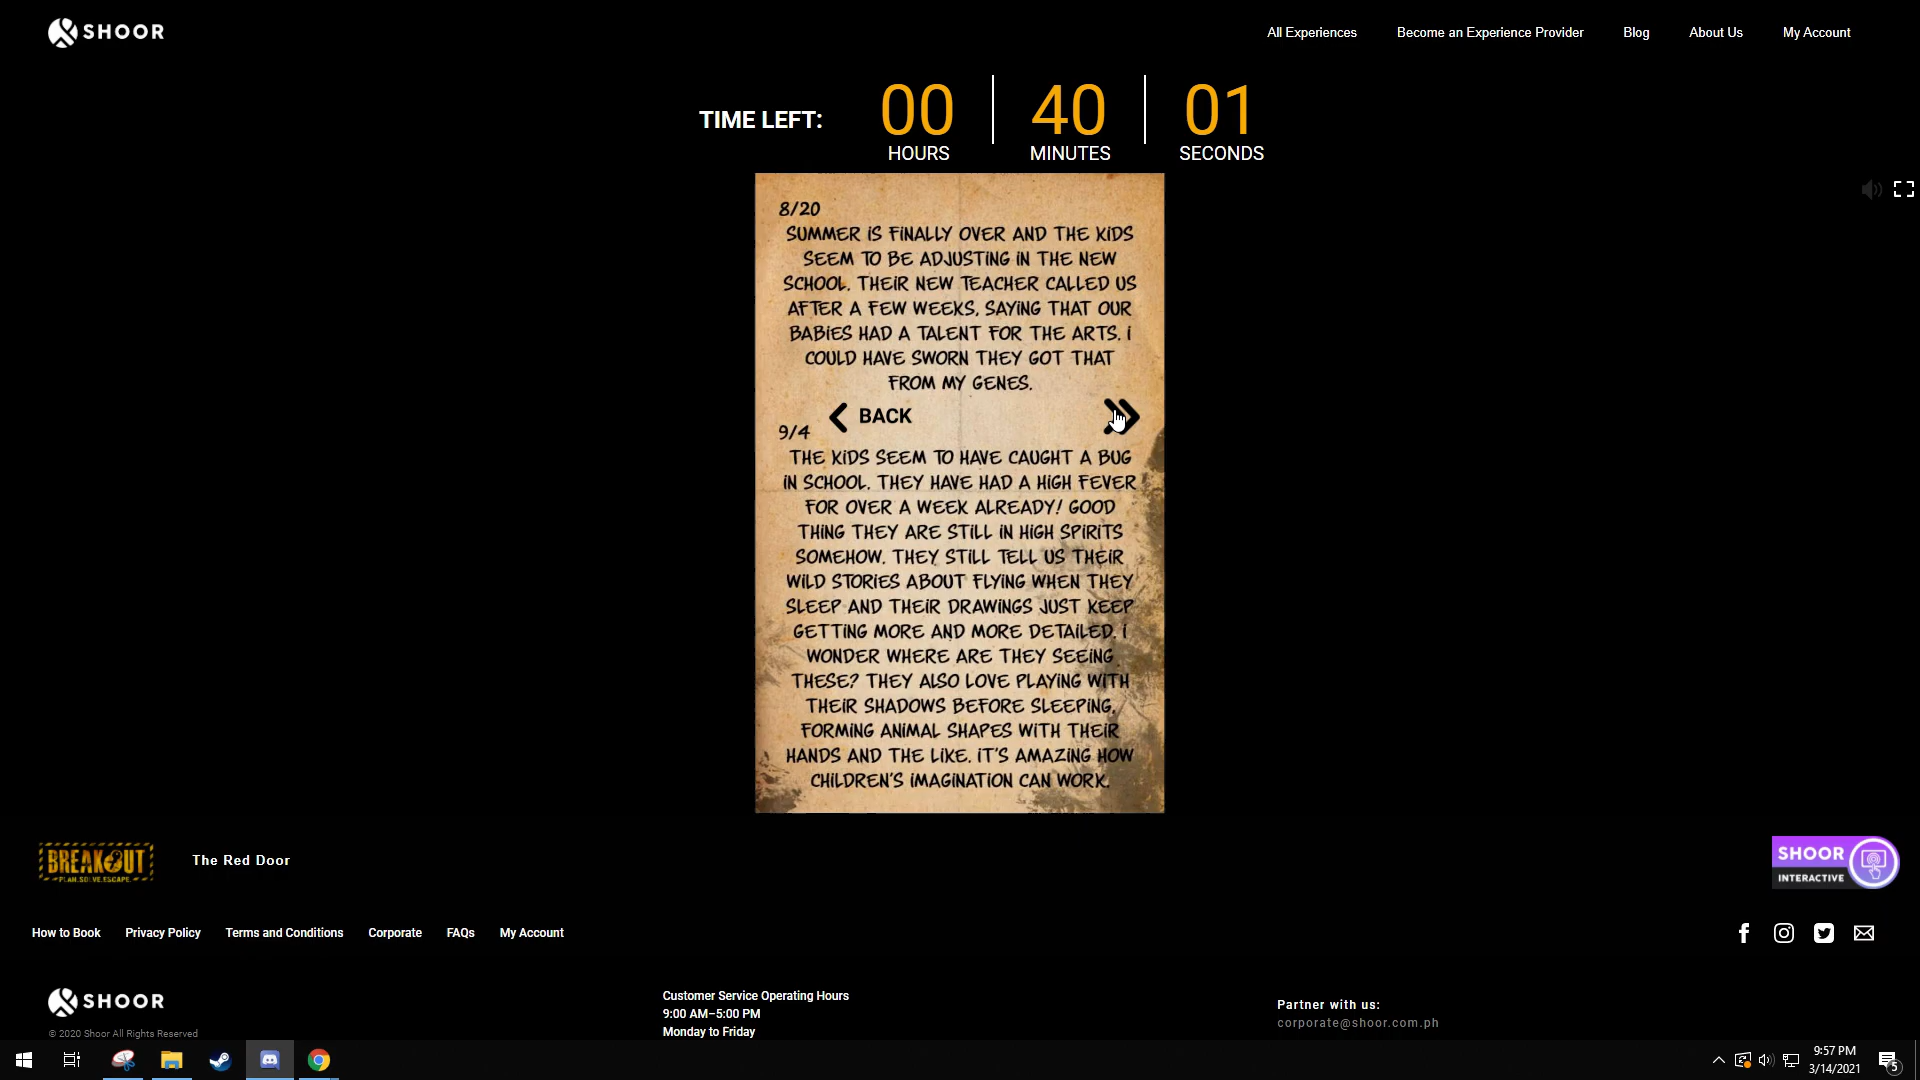 SHOOR
All Experiences
Become an Experience Provider
Blog
About Us
My Account
TIME LEFT:
00
40
01
HOURS
MINUTES
SECONDS
8/20
SUMMER IS FINALLY OVER AND THE KIDS
SEEM TO BE ADJUSTING IN THE NEW
SCHOOL. THEIR NEW TEACHER CALLED US
AFTER A FEW WEEKS, SAYING THAT OUR
BABIES HAD A TALENT FOR THE ARTS. I
COULD HAVE SWORN THEY GOT THAT
FROM MY GENES.
BACK
9/4
THE KIDS SEEM TO HAVE CAUGHT A BUG
IN SCHOOL. THEY HAVE HAD A HIGH FEVER
FOR OVER A WEEK ALREADY! GOOD
THING THEY ARE STILL IN HIGH SPIRITS
SOMEHOW. THEY STILL TELL US THEIR
WILD STORIES ABOUT FLYING WHEN THEY
SLEEP AND THEIR DRAWINGS JUST KEEP
GETTING MORE AND MORE DETAILED. I
WONDER WHERE ARE THEY SEEING
THESE? THEY ALSO LOVE PLAYING WITH
THEIR SHADOWS BEFORE SLEEPING,
FORMING ANIMAL SHAPES WITH THEIR
HANDS AND THE LIKE. IT'S AMAZING HOW
CHILDREN'S IMAGINATION CAN WORK.
BREAKOUT
PLAN.SOLVE.ESCAPE.
The Red Door
SHOOR
INTERACTIVE
How to Book
Privacy Policy
Terms and Conditions
Corporate
FAQs
My Account
SHOOR
© 2020 Shoor All Rights Reserved
Customer Service Operating Hours
9:00 AM–5:00 PM
Monday to Friday
Partner with us:
corporate@shoor.com.ph
9:57 PM
3/14/2021
5